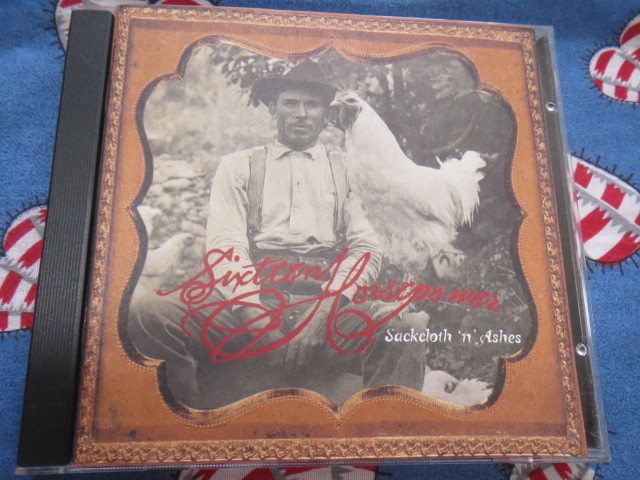 Sixteen Horsepower
Sackcloth 'n' Ashes